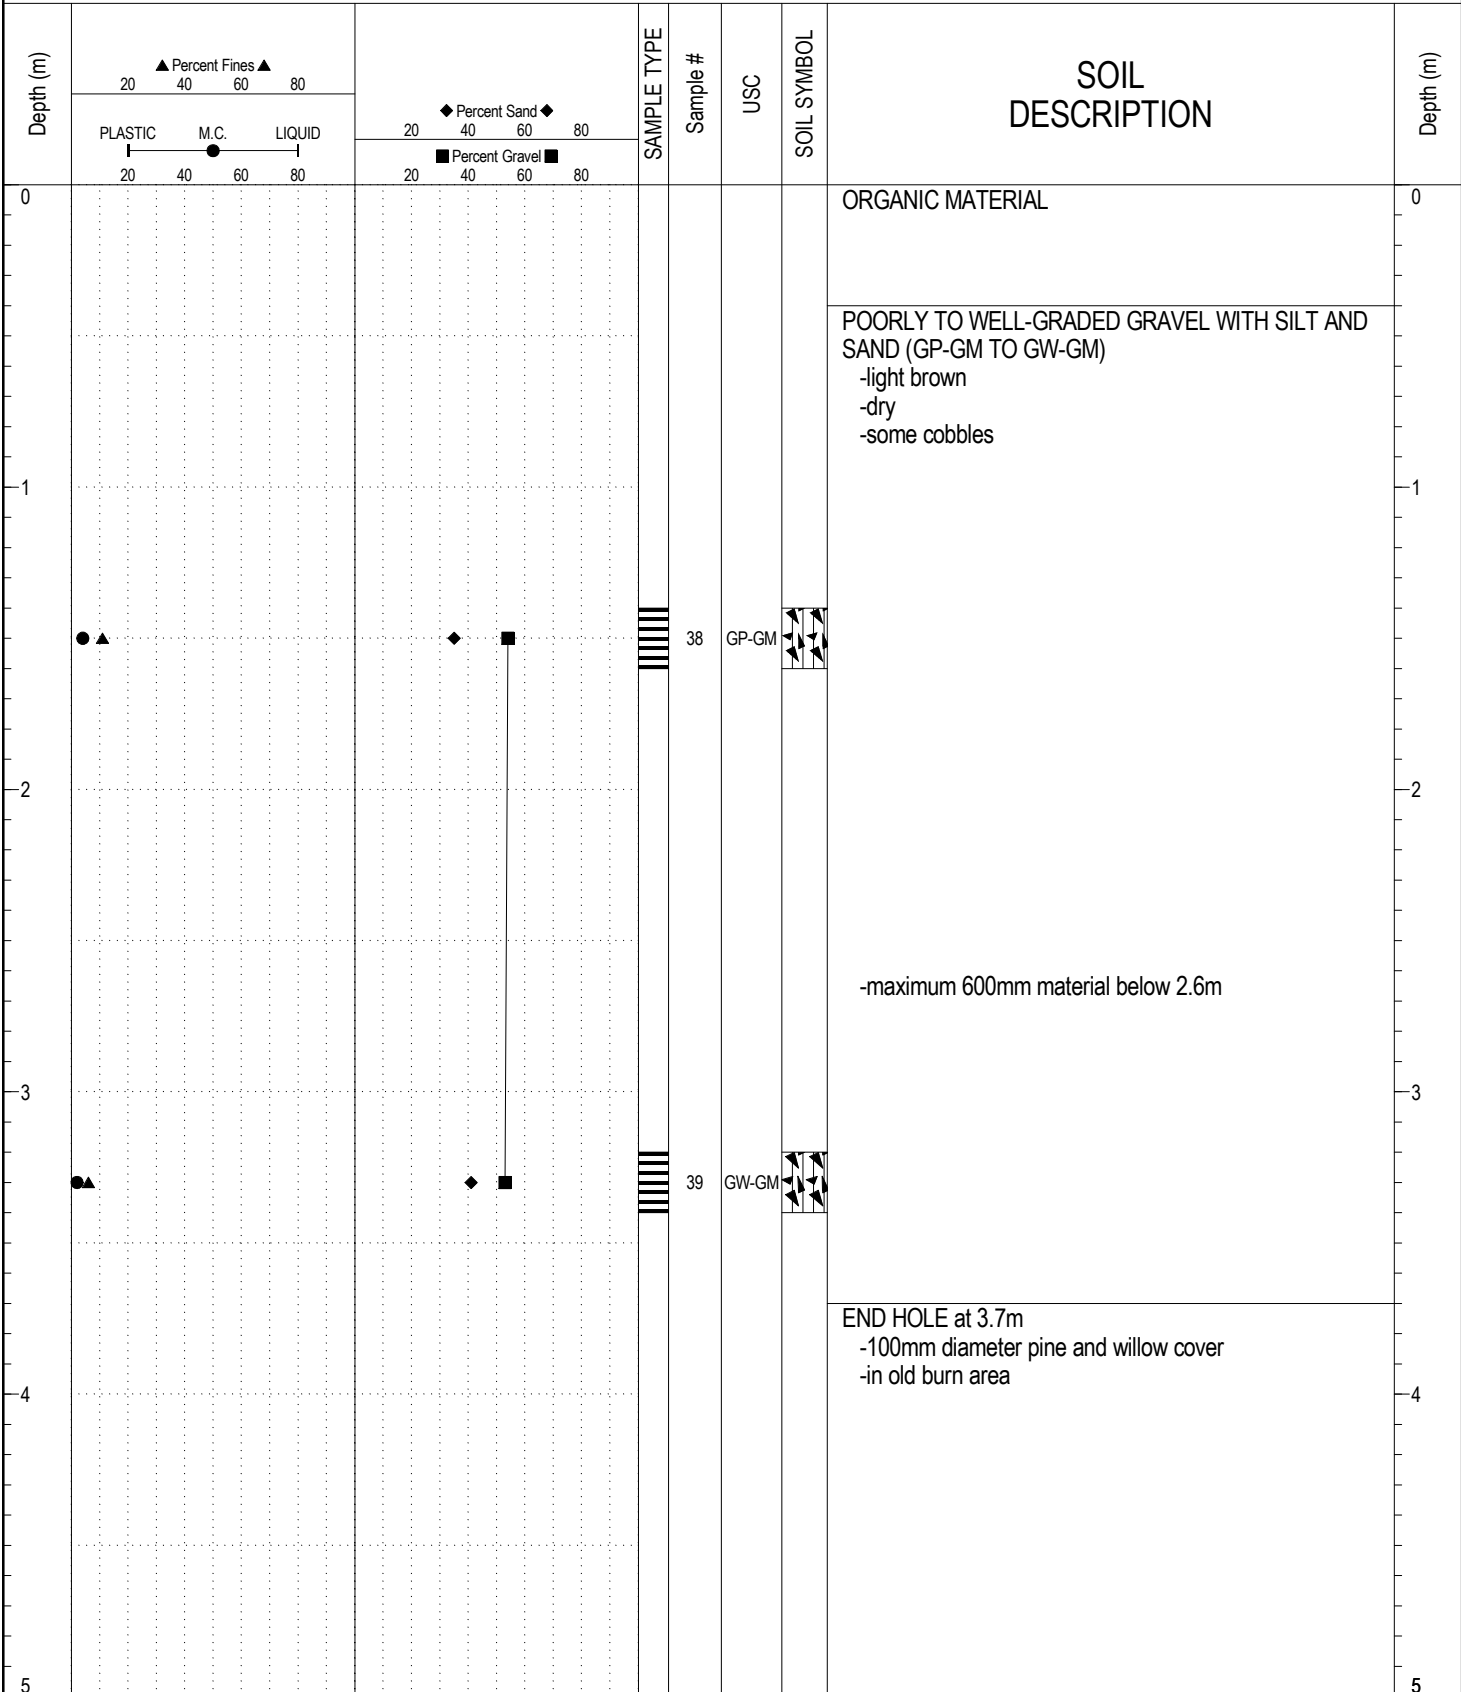 Depth (m)
▲ Percent Fines ▲
20 40 60 80
PLASTIC M.C. LIQUID
20 40 60 80
◆ Percent Sand ◆
20 40 60 80
■ Percent Gravel ■
20 40 60 80
SAMPLE TYPE
Sample #
USC
SOIL SYMBOL
SOIL
DESCRIPTION
Depth (m)
0 ORGANIC MATERIAL 0
POORLY TO WELL-GRADED GRAVEL WITH SILT AND
SAND (GP-GM TO GW-GM)
-light brown
-dry
-some cobbles
1 1
38 GP-GM
2 2
-maximum 600mm material below 2.6m
3 3
39 GW-GM
END HOLE at 3.7m
-100mm diameter pine and willow cover
-in old burn area
4 4
5 5